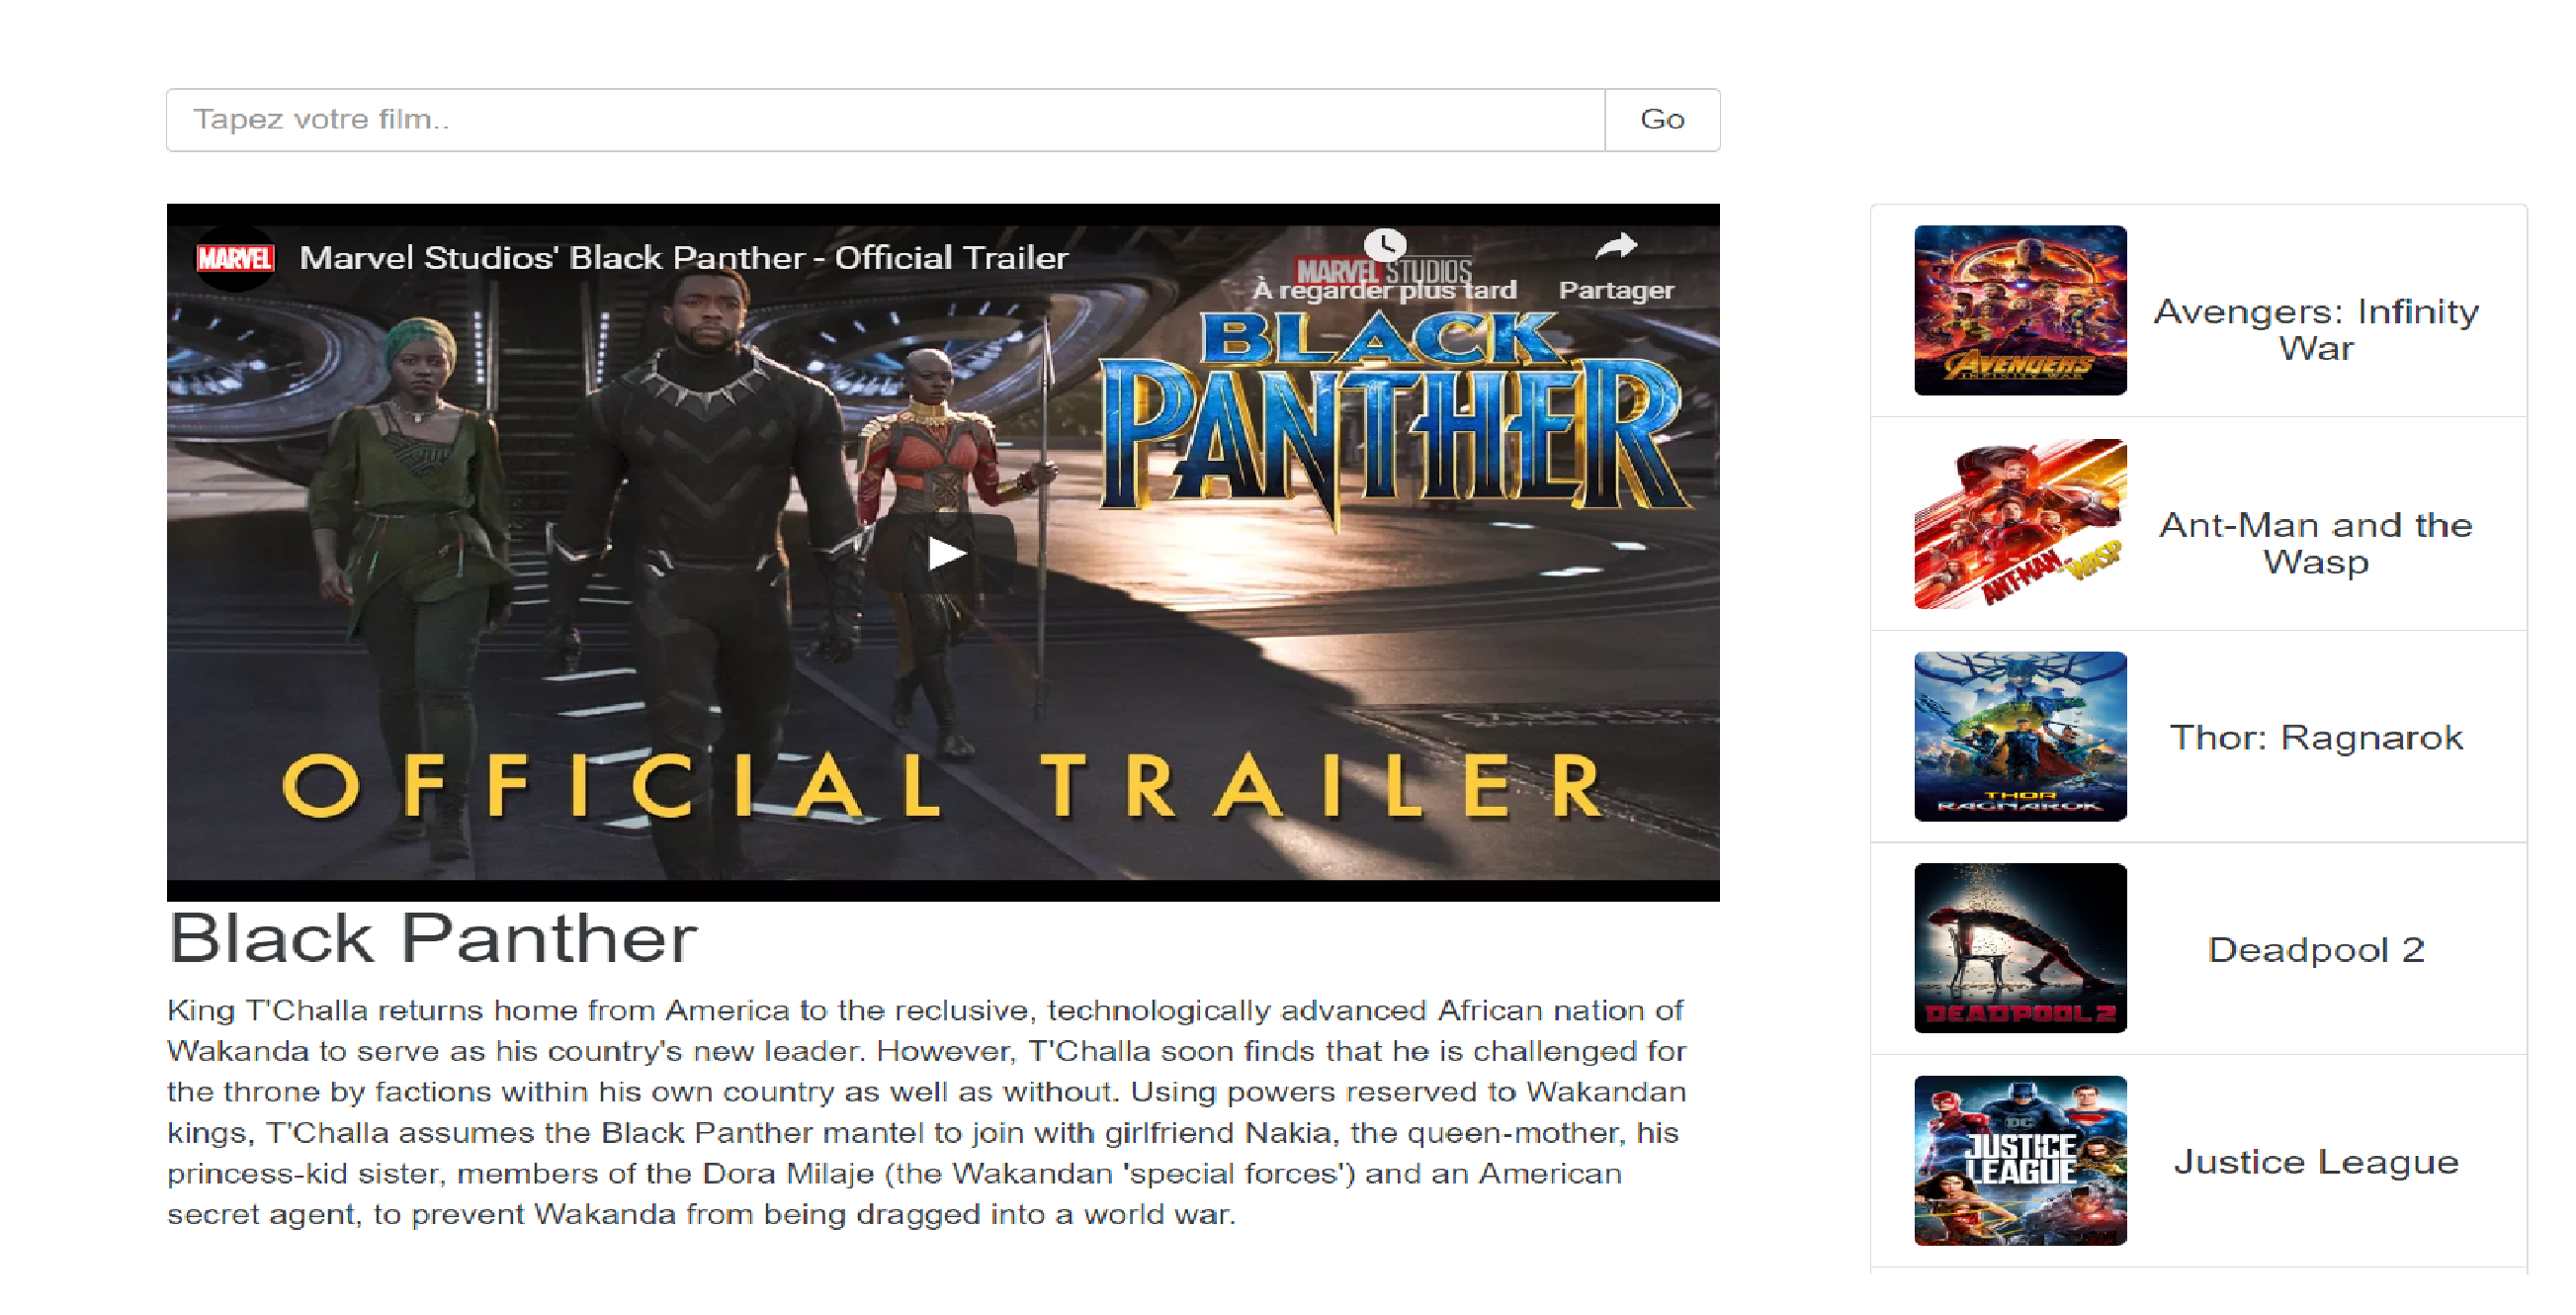 Tapez votre film..
Go
MARVEL
Marvel Studios' Black Panther - Official Trailer
MARVEL STUDIOS
À regarder plus tard
Partager
BLACK
PANTHER
OFFICIAL TRAILER
Black Panther
King T'Challa returns home from America to the reclusive, technologically advanced African nation of
Wakanda to serve as his country's new leader. However, T'Challa soon finds that he is challenged for
the throne by factions within his own country as well as without. Using powers reserved to Wakandan
kings, T'Challa assumes the Black Panther mantel to join with girlfriend Nakia, the queen-mother, his
princess-kid sister, members of the Dora Milaje (the Wakandan 'special forces') and an American
secret agent, to prevent Wakanda from being dragged into a world war.
AVENGERS
INFINITY WAR
Avengers: Infinity
War
ANT-MAN
WASP
Ant-Man and the
Wasp
THOR
RAGNAROK
Thor: Ragnarok
DEADPOOL 2
Deadpool 2
DC
JUSTICE
LEAGUE
Justice League